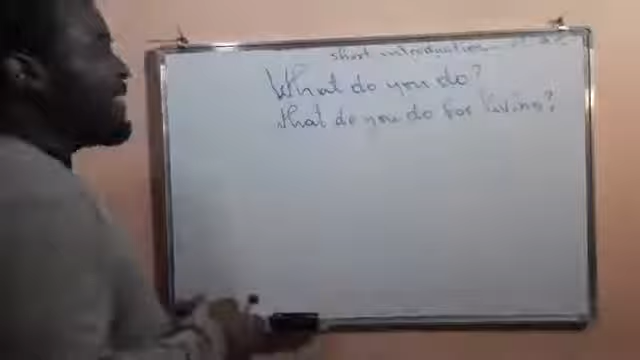 short introduction
What do you do?
What do you do for living?